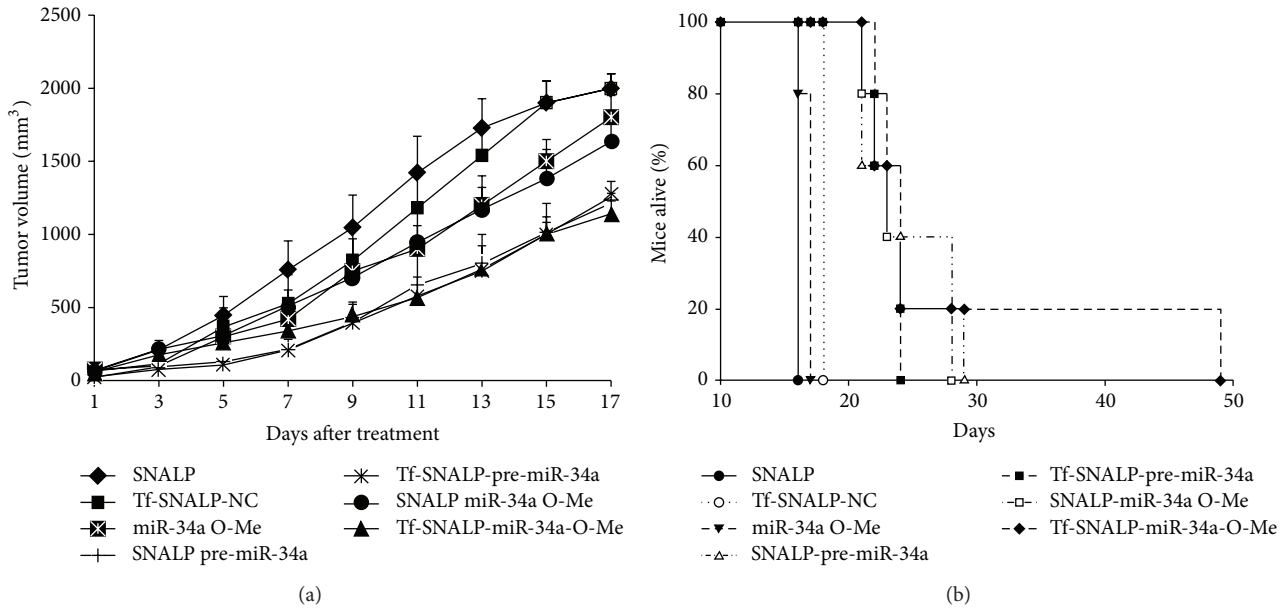 2500
2000
1500
1000
500
0
Tumor volume (mm³)
1 3 5 7 9 11 13 15 17
Days after treatment
SNALP
Tf-SNALP-NC
miR-34a O-Me
SNALP pre-miR-34a
Tf-SNALP-pre-miR-34a
SNALP miR-34a O-Me
Tf-SNALP-miR-34a-O-Me
(a)
100
80
60
40
20
0
Mice alive (%)
10 20 30 40 50
Days
SNALP
Tf-SNALP-NC
miR-34a O-Me
SNALP-pre-miR-34a
Tf-SNALP-pre-miR-34a
SNALP-miR-34a O-Me
Tf-SNALP-miR-34a-O-Me
(b)